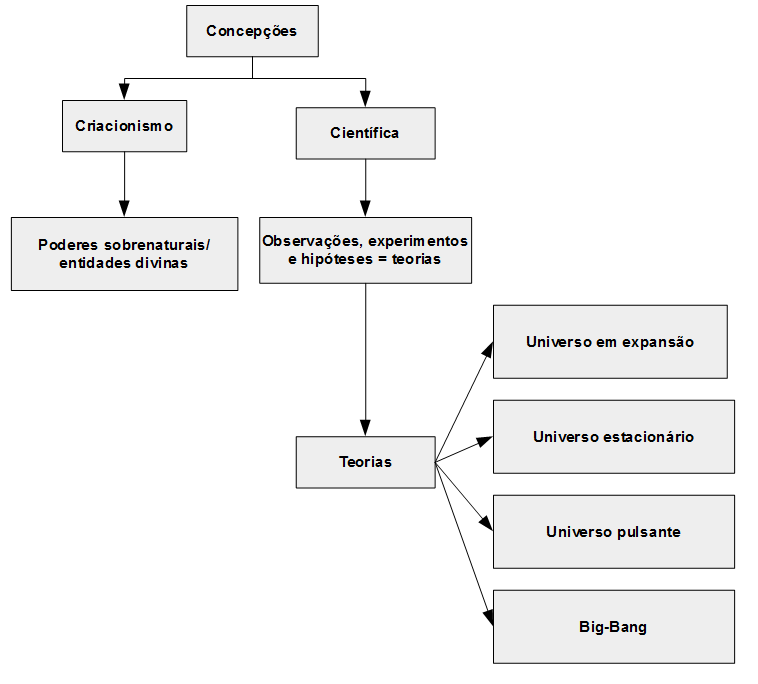 Concepções
Criacionismo
Científica
Poderes sobrenaturais/
entidades divinas
Observações, experimentos
e hipóteses = teorias
Universo em expansão
Universo estacionário
Teorias
Universo pulsante
Big-Bang